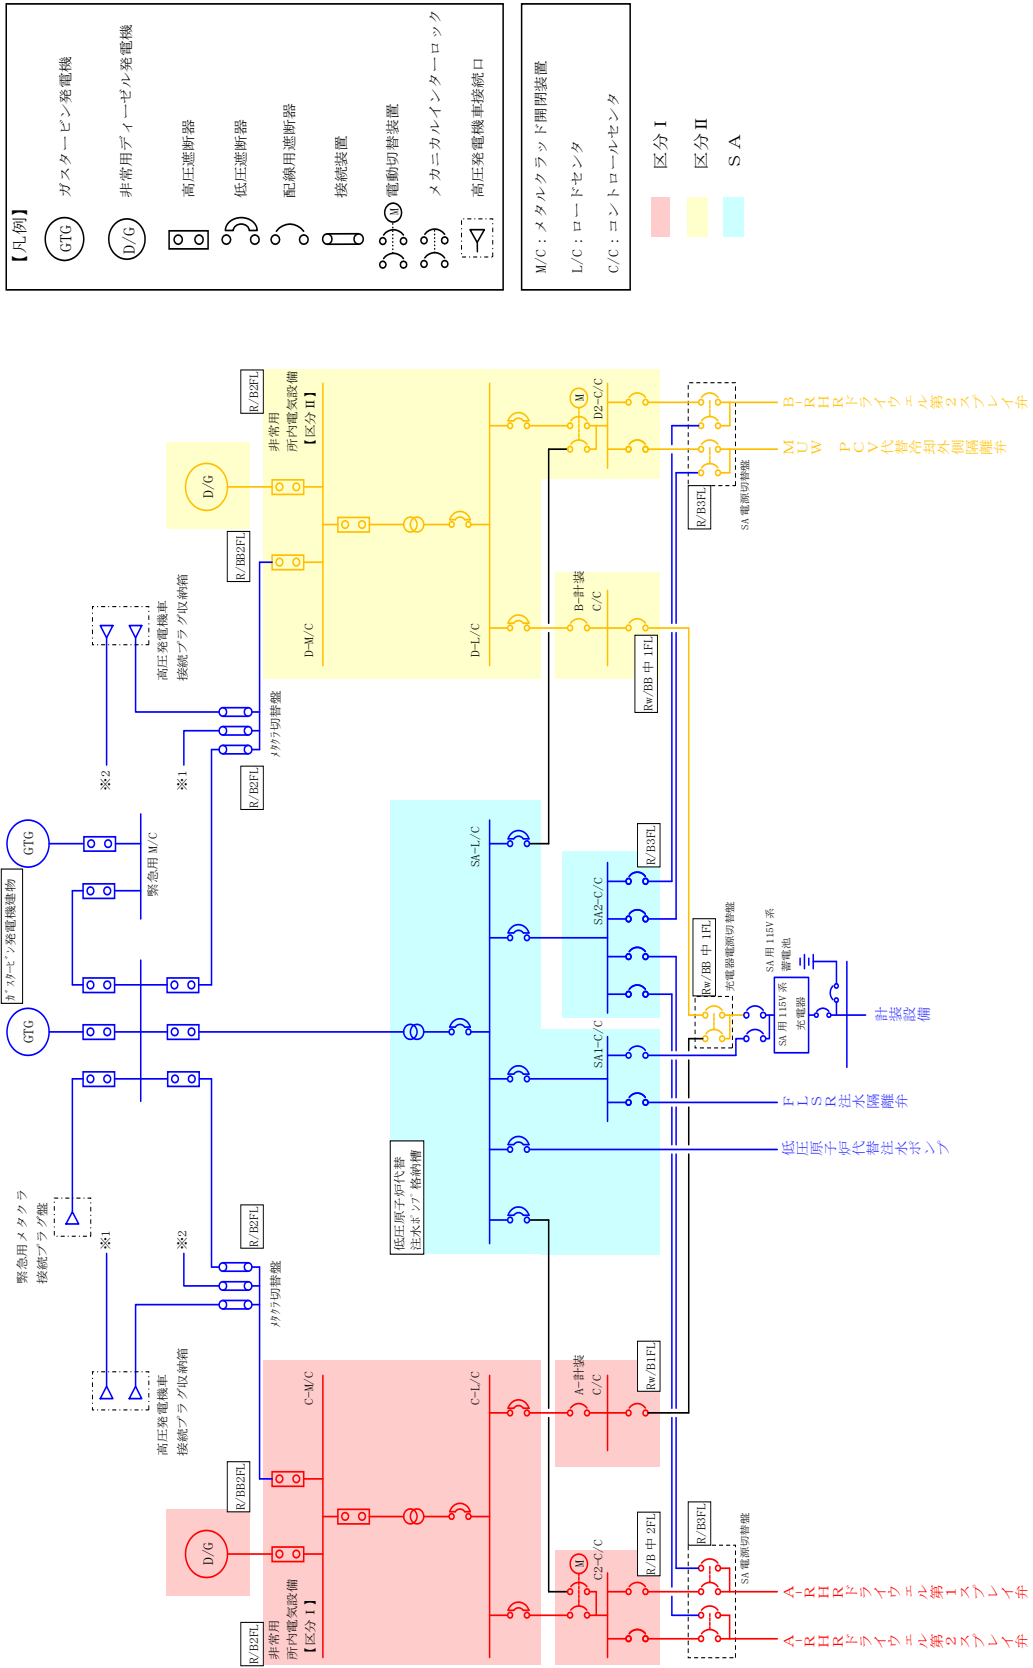 【凡例】
GTG ガスタービン発電機
D/G 非常用ディーゼル発電機
高圧遮断器
低圧遮断器
配線用遮断器
接続装置
M 電動切替装置
メカニカルインターロック
高圧発電機車接続口
M/C：メタルクラッド開閉装置
L/C：ロードセンタ
C/C：コントロールセンタ
区分Ⅰ
区分Ⅱ
ＳＡ
ｶﾞｽﾀｰﾋﾞﾝ発電機建物
GTG
GTG
緊急用メタクラ
接続プラグ盤
緊急用 M/C
※1
※2
高圧発電機車
接続プラグ収納箱
R/B2FL
ﾒﾀｸﾗ切替盤
※2
※1
高圧発電機車
接続プラグ収納箱
R/B2FL
ﾒﾀｸﾗ切替盤
D/G
R/BB2FL
R/B2FL
非常用
所内電気設備
【区分Ⅰ】
C-M/C
C-L/C
M
C2-C/C
R/B 中 2FL
A-計装
C/C
Rw/B1FL
R/B3FL
SA電源切替盤
A-RHRドライウェル第2スプレイ弁
A-RHRドライウェル第1スプレイ弁
低圧原子炉代替
注水ﾎﾟﾝﾌﾟ格納槽
SA-L/C
SA1-C/C
SA2-C/C
R/B3FL
低圧原子炉代替注水ポンプ
FLSR注水隔離弁
Rw/BB 中 1FL
充電器電源切替盤
SA用115V系
充電器
SA用115V系
蓄電池
計装設備
D/G
R/BB2FL
R/B2FL
非常用
所内電気設備
【区分Ⅱ】
D-M/C
D-L/C
B-計装
C/C
Rw/BB 中 1FL
M
D2-C/C
R/B3FL
SA電源切替盤
MUW PCV代替冷却外側隔離弁
B-RHRドライウェル第2スプレイ弁